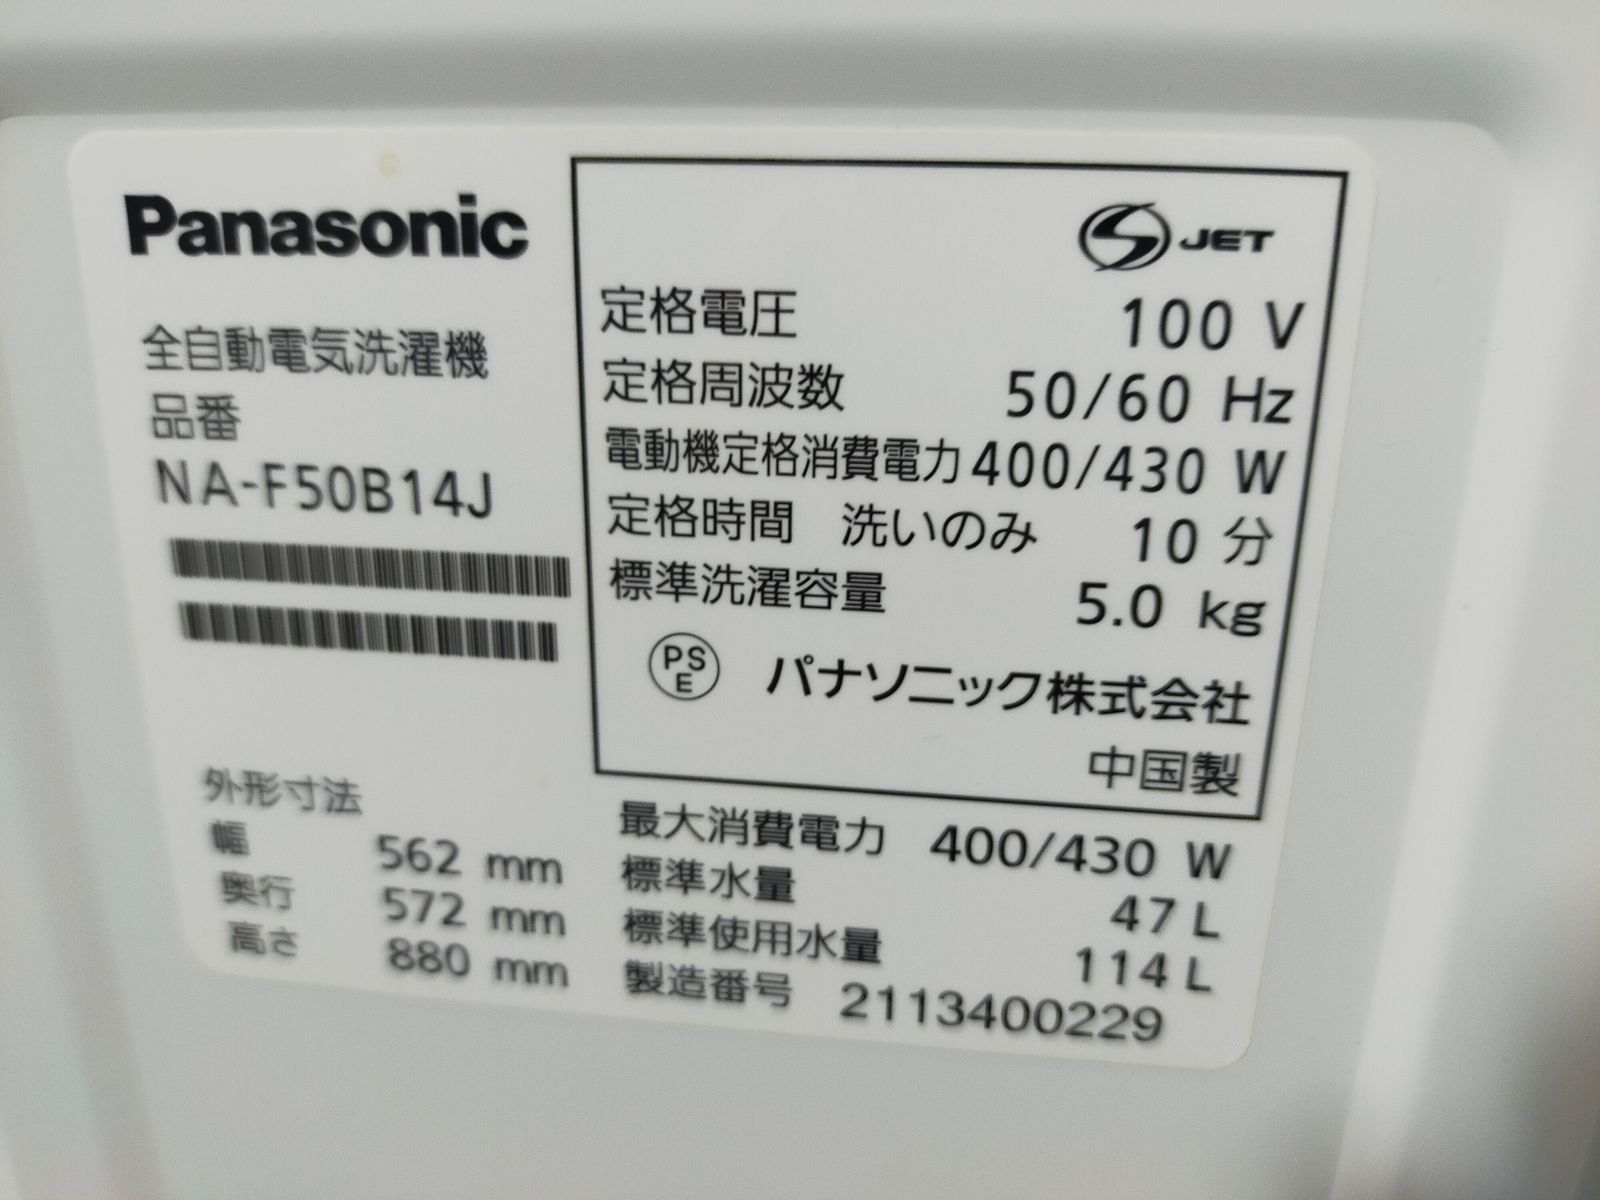 Panasonic
全自動電気洗濯機
品番
NA-F50B14J
JET
定格電圧 100 V
定格周波数 50/60 Hz
電動機定格消費電力 400/430 W
定格時間 洗いのみ 10 分
標準洗濯容量 5.0 kg
PSE パナソニック株式会社
中国製
外形寸法
幅 562 mm
奥行 572 mm
高さ 880 mm
最大消費電力 400/430 W
標準水量 47 L
標準使用水量 114 L
製造番号 2113400229